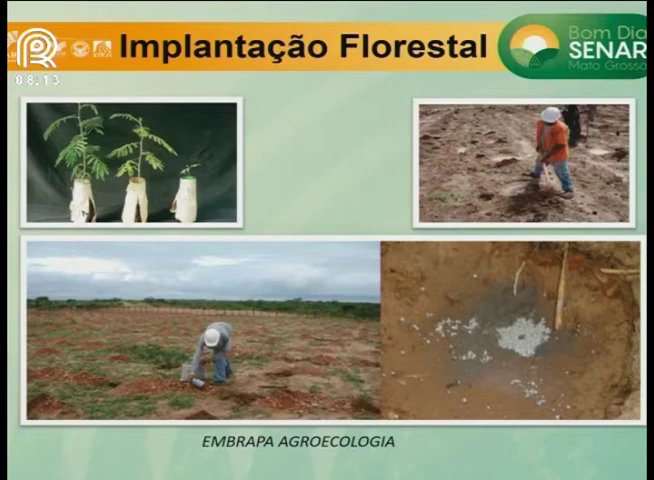 Implantação Florestal
Bom Dia
SENAR
Mato Grosso
08.13
EMBRAPA AGROECOLOGIA